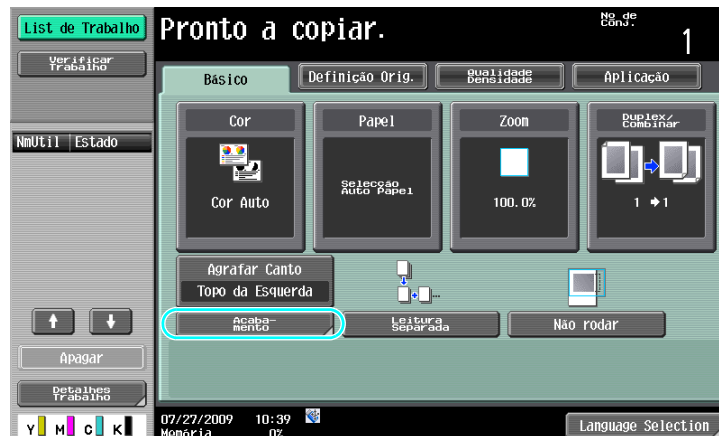 List de Trabalho
Verificar
Trabalho
NmUtil Estado
Apagar
Detalhes
Trabalho
Y M C K
Pronto a copiar.
No de
Conj.
1
Básico
Definição Orig.
Qualidade
Densidade
Aplicação
Cor
Cor Auto
Papel
Selecção
Auto Papel
Zoom
100.0%
Duplex/
Combinar
1 → 1
Agrafar Canto
Topo da Esquerda
Acaba-
mento
Leitura
Separada
Não rodar
07/27/2009 10:39
Memória 0%
Language Selection